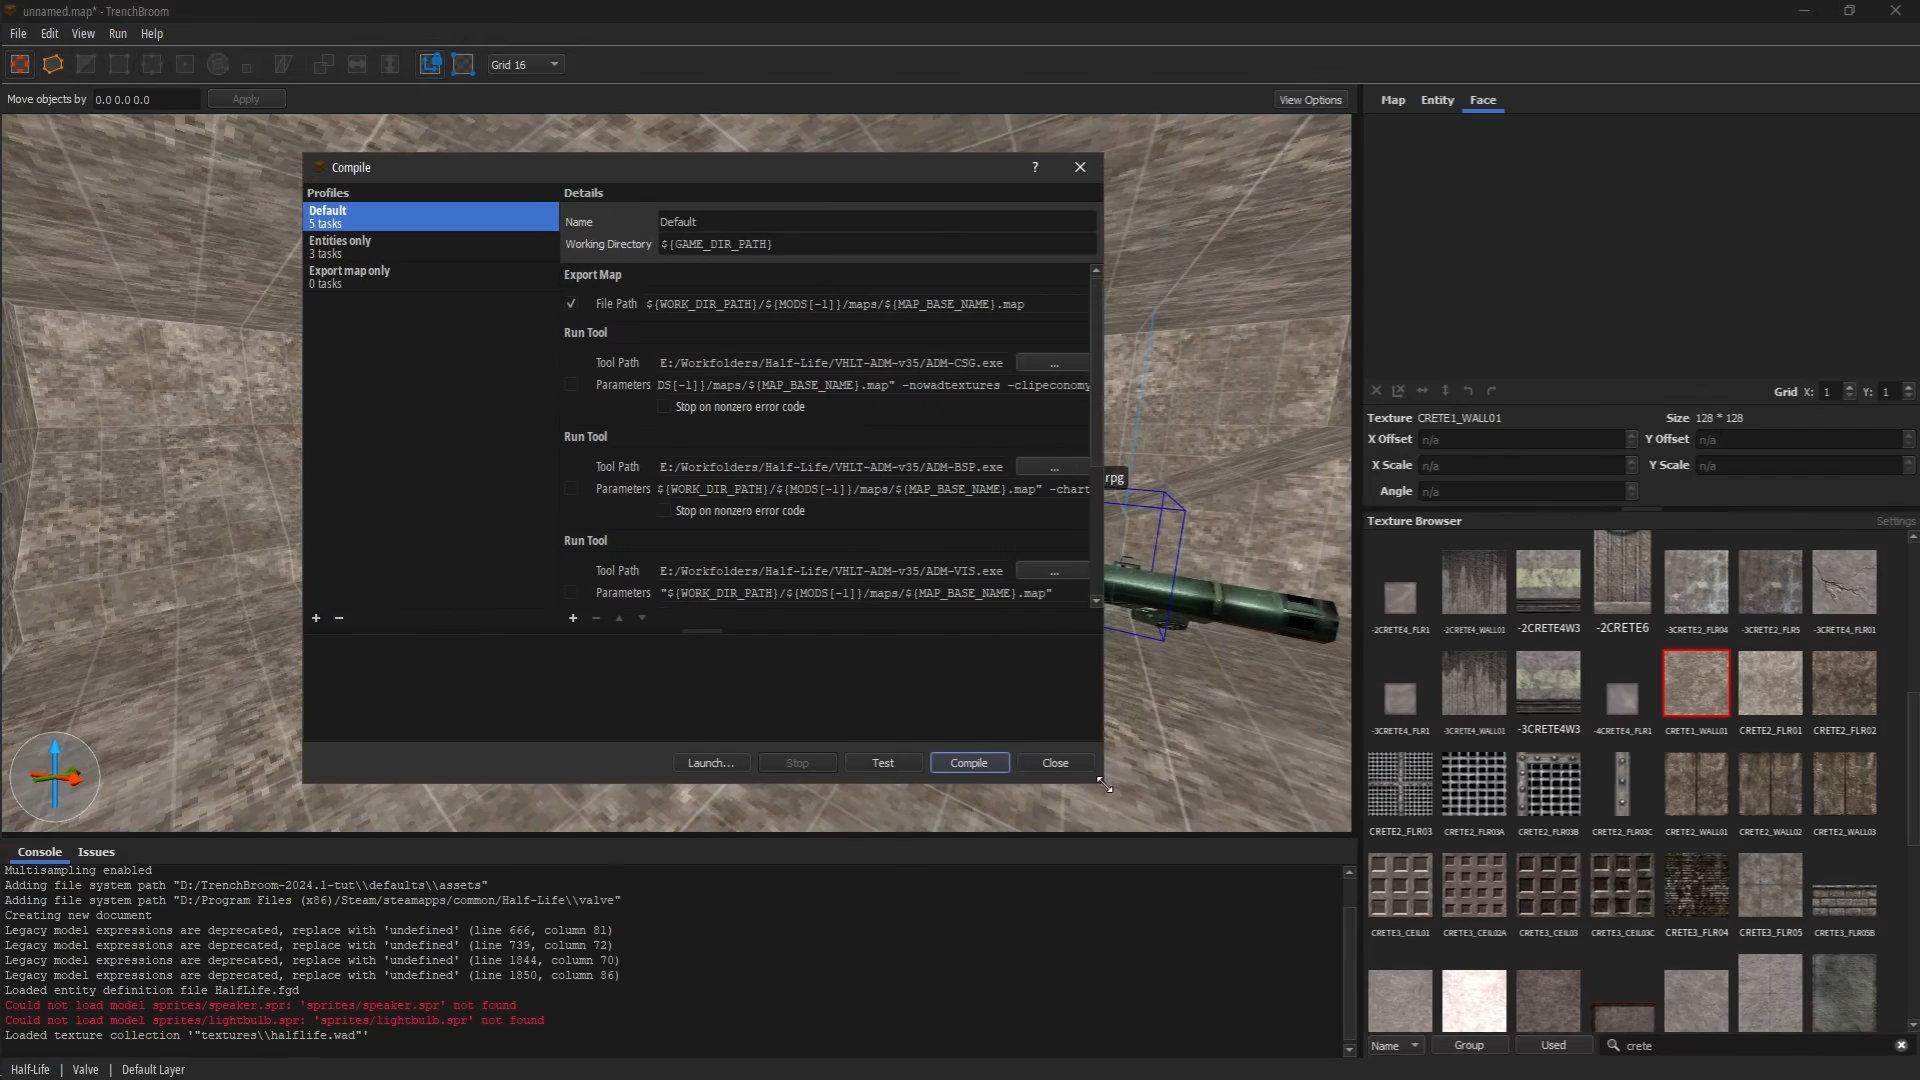 unnamed.map* - TrenchBroom
File Edit View Run Help
Grid 16
Move objects by 0.0 0.0 0.0 Apply
View Options
Map Entity Face
Compile
?
Profiles
Default
5 tasks
Entities only
3 tasks
Export map only
0 tasks
Details
Name Default
Working Directory ${GAME_DIR_PATH}
Export Map
File Path ${WORK_DIR_PATH}/${MODS[-1]}/maps/${MAP_BASE_NAME}.map
Run Tool
Tool Path E:/Workfolders/Half-Life/VHLT-ADM-v35/ADM-CSG.exe ...
Parameters DS[-1]}/maps/${MAP_BASE_NAME}.map" -nowadtextures -clipeconomy
Stop on nonzero error code
Run Tool
Tool Path E:/Workfolders/Half-Life/VHLT-ADM-v35/ADM-BSP.exe ...
Parameters ${WORK_DIR_PATH}/${MODS[-1]}/maps/${MAP_BASE_NAME}.map" -chart
Stop on nonzero error code
Run Tool
Tool Path E:/Workfolders/Half-Life/VHLT-ADM-v35/ADM-VIS.exe ...
Parameters "${WORK_DIR_PATH}/${MODS[-1]}/maps/${MAP_BASE_NAME}.map"
Launch... Stop Test Compile Close
rpg
Grid X: 1 Y: 1
Texture CRETE1_WALL01 Size 128 * 128
X Offset n/a Y Offset n/a
X Scale n/a Y Scale n/a
Angle n/a
Texture Browser Settings
-2CRETE4_FLR1 -2CRETE4_WALL01 -2CRETE4W3 -2CRETE6 -3CRETE2_FLR04 -3CRETE2_FLR5 -3CRETE4_FLR01
-3CRETE4_FLR1 -3CRETE4_WALL01 -3CRETE4W3 -4CRETE4_FLR1 CRETE1_WALL01 CRETE2_FLR01 CRETE2_FLR02
CRETE2_FLR03 CRETE2_FLR03A CRETE2_FLR03B CRETE2_FLR03C CRETE2_WALL01 CRETE2_WALL02 CRETE2_WALL03
CRETE3_CEIL01 CRETE3_CEIL02A CRETE3_CEIL03 CRETE3_CEIL03C CRETE3_FLR04 CRETE3_FLR05 CRETE3_FLR05B
Name Group Used crete
Console Issues
Multisampling enabled
Adding file system path "D:/TrenchBroom-2024.1-tut\\defaults\\assets"
Adding file system path "D:/Program Files (x86)/Steam/steamapps/common/Half-Life\\valve"
Creating new document
Legacy model expressions are deprecated, replace with 'undefined' (line 666, column 81)
Legacy model expressions are deprecated, replace with 'undefined' (line 739, column 72)
Legacy model expressions are deprecated, replace with 'undefined' (line 1844, column 70)
Legacy model expressions are deprecated, replace with 'undefined' (line 1850, column 86)
Loaded entity definition file HalfLife.fgd
Could not load model sprites/speaker.spr: 'sprites/speaker.spr' not found
Could not load model sprites/lightbulb.spr: 'sprites/lightbulb.spr' not found
Loaded texture collection '"textures\\halflife.wad"'
Half-Life | Valve | Default Layer